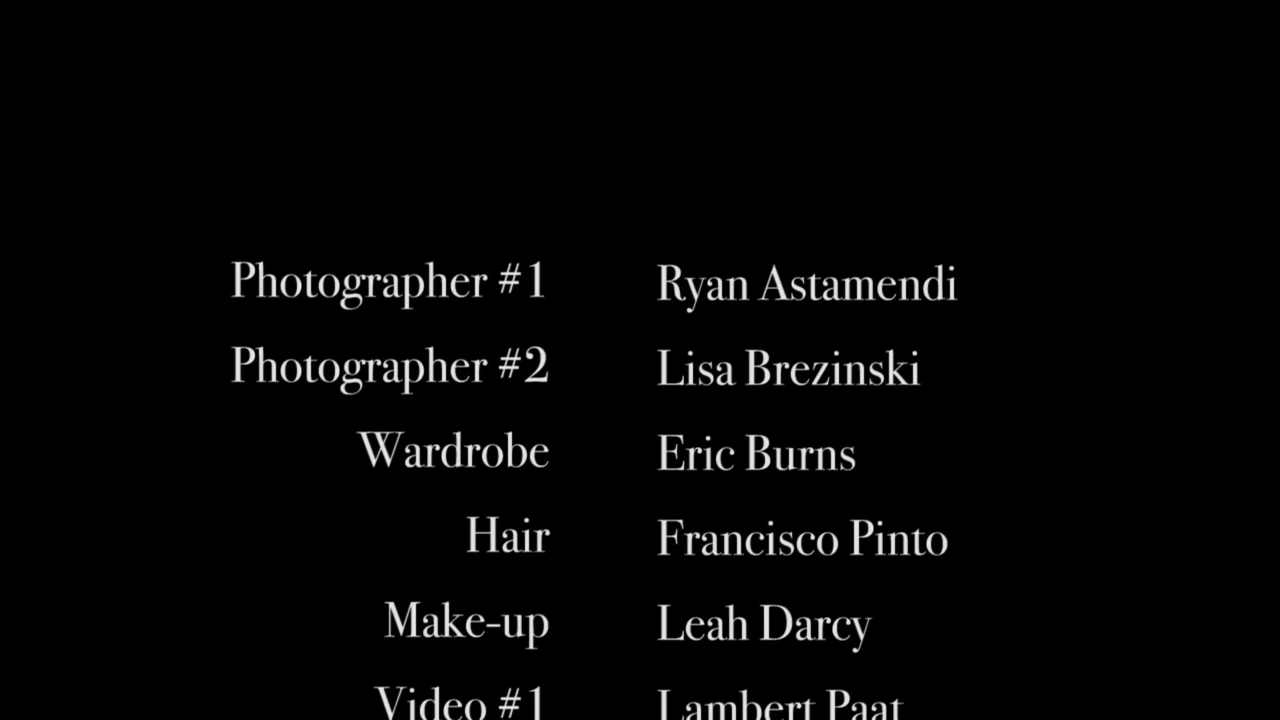 Photographer #1 Ryan Astamendi
Photographer #2 Lisa Brezinski
Wardrobe Eric Burns
Hair Francisco Pinto
Make-up Leah Darcy
Video #1 Lambert Paat